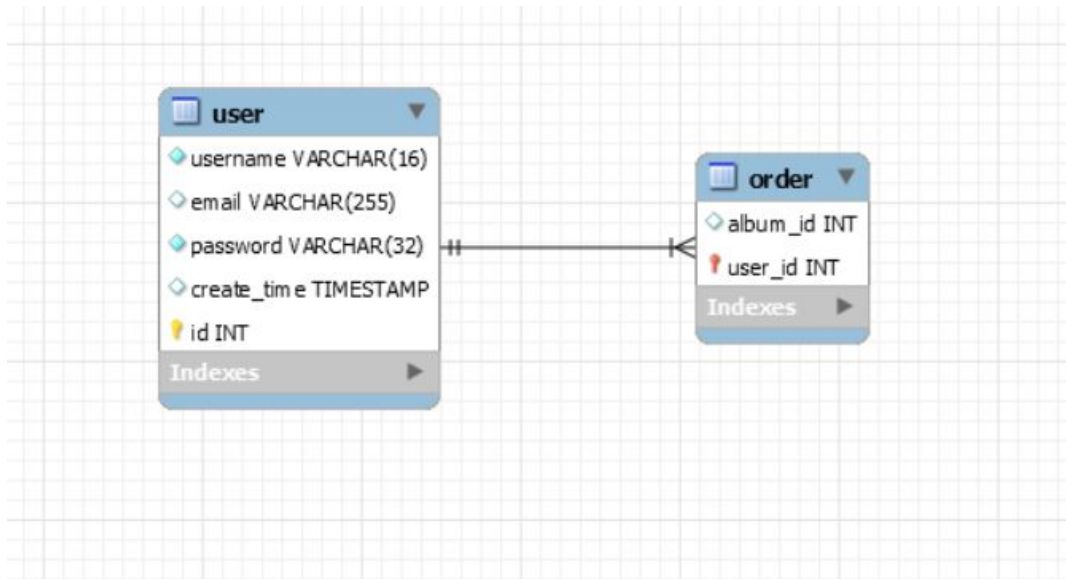 user
username VARCHAR(16)
email VARCHAR(255)
password VARCHAR(32)
create_time TIMESTAMP
id INT
Indexes
order
album_id INT
user_id INT
Indexes